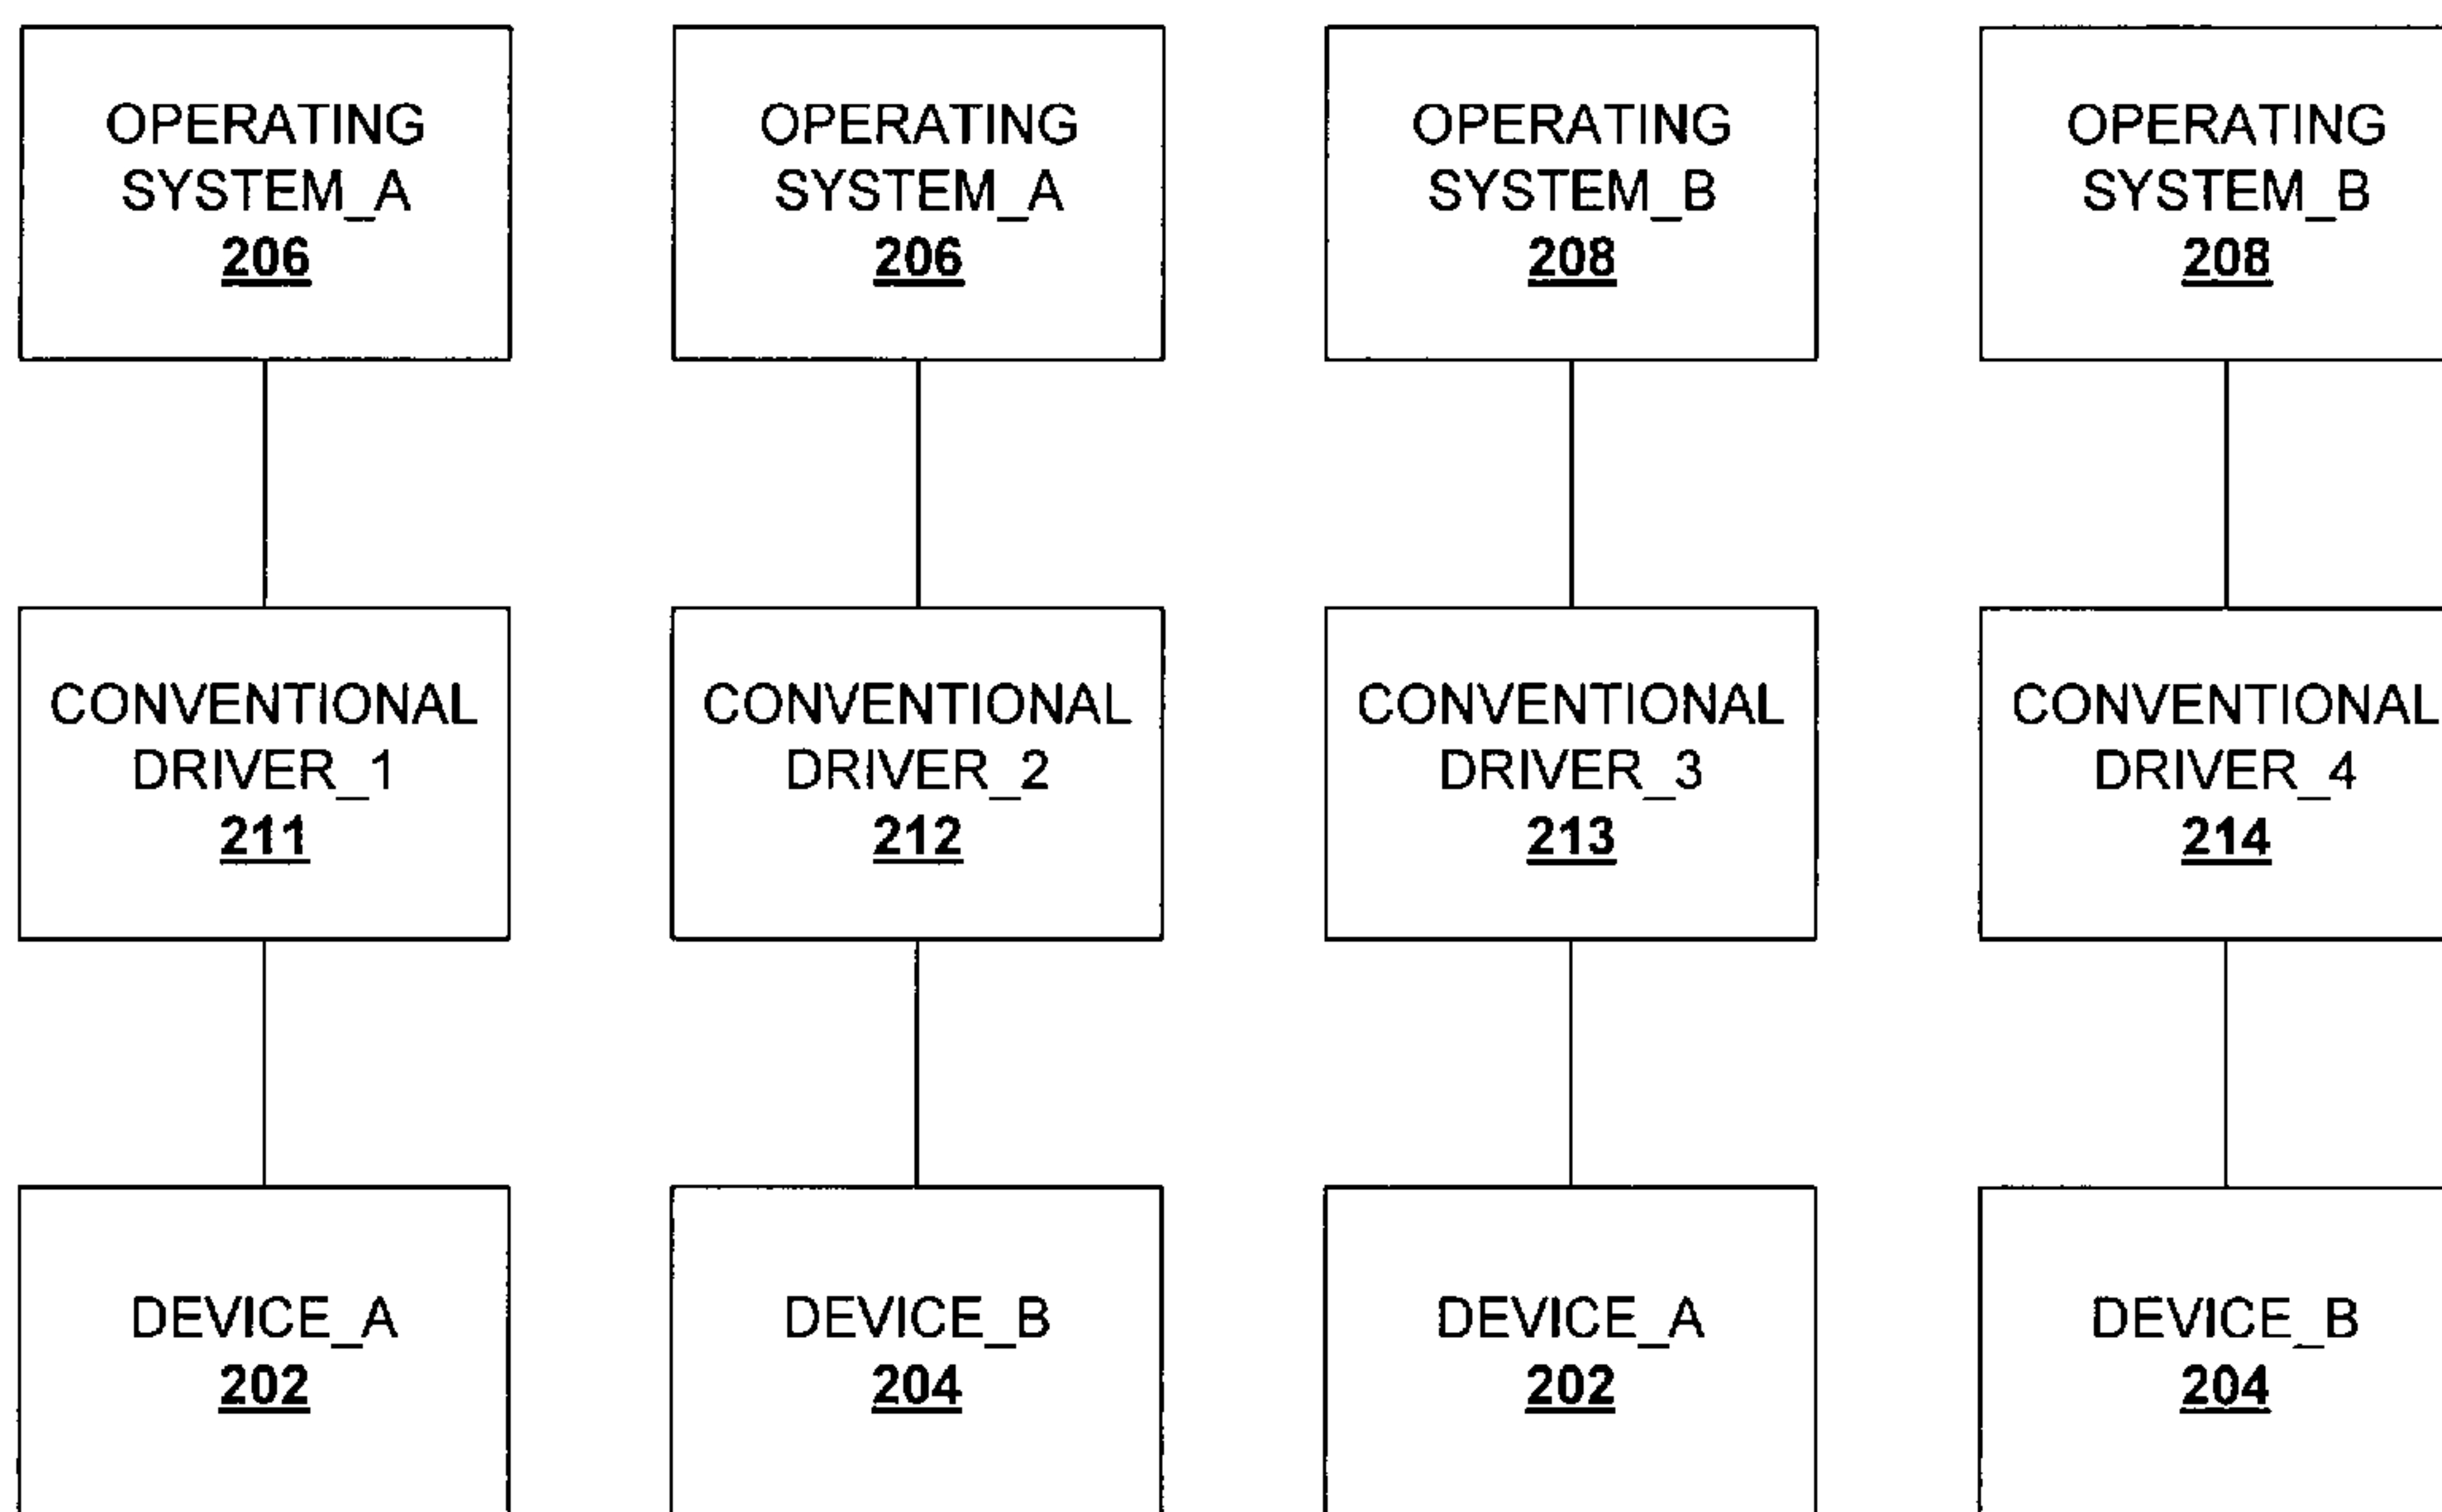 OPERATING
SYSTEM_A
206
OPERATING
SYSTEM_A
206
OPERATING
SYSTEM_B
208
OPERATING
SYSTEM_B
208
CONVENTIONAL
DRIVER_1
211
CONVENTIONAL
DRIVER_2
212
CONVENTIONAL
DRIVER_3
213
CONVENTIONAL
DRIVER_4
214
DEVICE_A
202
DEVICE_B
204
DEVICE_A
202
DEVICE_B
204